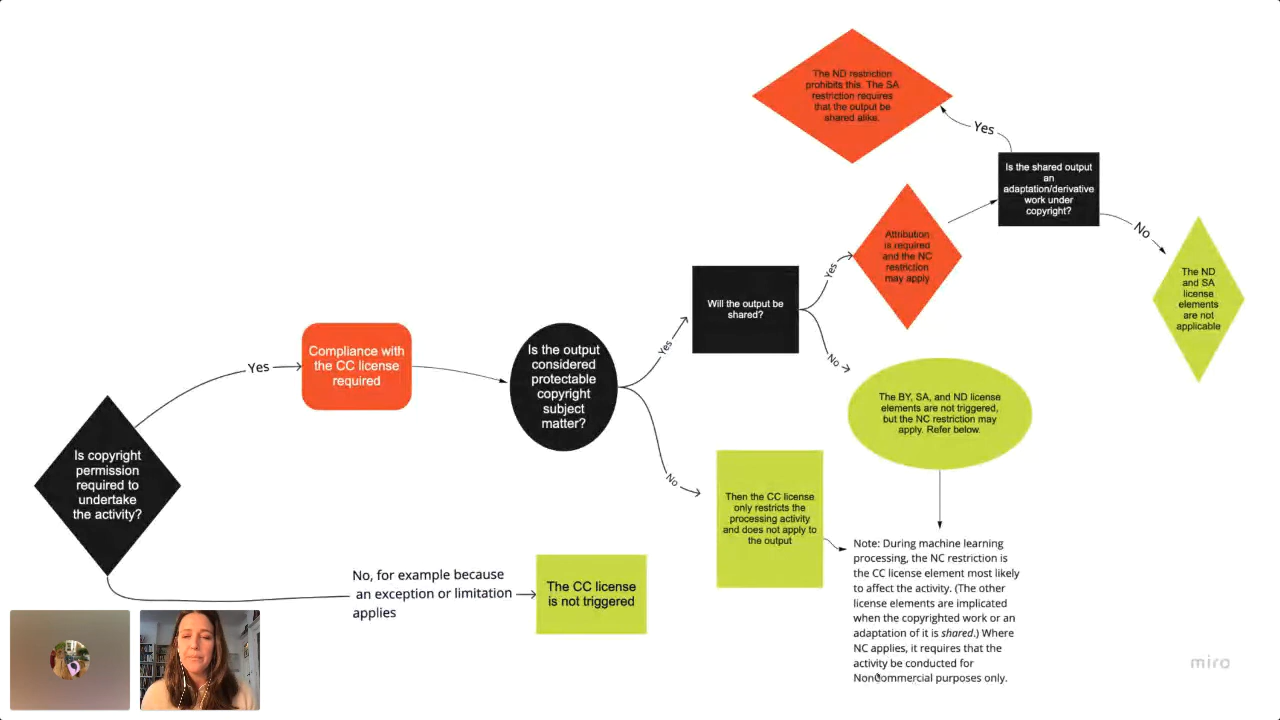 The ND restriction
prohibits this. The SA
restriction requires
that the output be
shared alike.
Yes
Is the shared output
an
adaptation/derivative
work under
copyright?
No
The ND
and SA
license
elements
are not
applicable
Attribution
is required
and the NC
restriction
may apply
Yes
Will the output be
shared?
No
The BY, SA, and ND license
elements are not triggered,
but the NC restriction may
apply. Refer below.
Yes
Compliance with
the CC license
required
Is the output
considered
protectable
copyright
subject
matter?
Yes
No
Is copyright
permission
required to
undertake
the activity?
Then the CC license
only restricts the
processing activity
and does not apply to
the output
Note: During machine learning
processing, the NC restriction is
the CC license element most likely
to affect the activity. (The other
license elements are implicated
when the copyrighted work or an
adaptation of it is shared.) Where
NC applies, it requires that the
activity be conducted for
NonCommercial purposes only.
No, for example because
an exception or limitation
applies
The CC license
is not triggered
miro